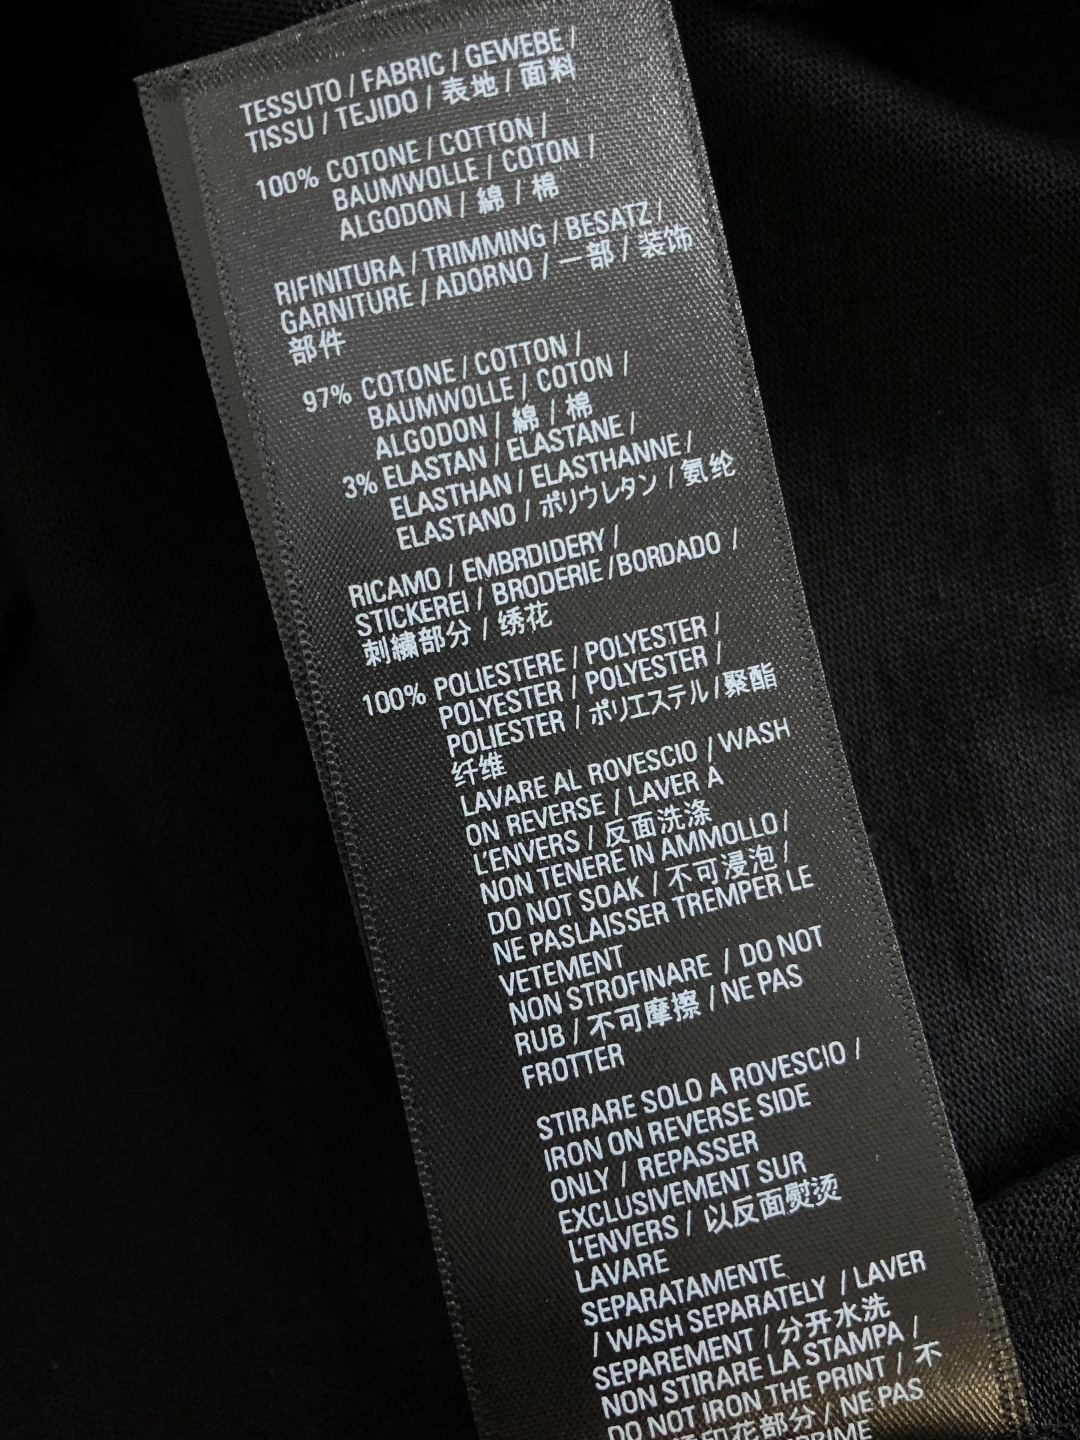 TESSUTO / FABRIC / GEWEBE /
TISSU / TEJIDO / 表地 / 面料
100% COTONE / COTTON /
BAUMWOLLE / COTON /
ALGODON / 綿 / 棉
RIFINITURA / TRIMMING / BESATZ /
GARNITURE / ADORNO / 一部 / 装饰
部件
97% COTONE / COTTON /
BAUMWOLLE / COTON /
ALGODON / 綿 / 棉
3% ELASTAN / ELASTANE /
ELASTHAN / ELASTHANNE /
ELASTANO / ポリウレタン / 氨纶
RICAMO / EMBRDIDERY /
STICKEREI / BRODERIE /BORDADO /
刺繍部分 / 绣花
100% POLIESTERE / POLYESTER /
POLYESTER / POLYESTER /
POLIESTER / ポリエステル / 聚酯
纤维
LAVARE AL ROVESCIO / WASH
ON REVERSE / LAVER À
L'ENVERS / 反面洗涤
NON TENERE IN AMMOLLO /
DO NOT SOAK / 不可浸泡 /
NE PASLAISSER TREMPER LE
VETEMENT
NON STROFINARE / DO NOT
RUB / 不可摩擦 / NE PAS
FROTTER
STIRARE SOLO A ROVESCIO /
IRON ON REVERSE SIDE
ONLY / REPASSER
EXCLUSIVEMENT SUR
L'ENVERS / 以反面熨烫
LAVARE
SEPARATAMENTE
/ WASH SEPARATELY / LAVER
SEPAREMENT / 分开水洗
NON STIRARE LA STAMPA /
DO NOT IRON THE PRINT / 不
印花部分 / NE PAS